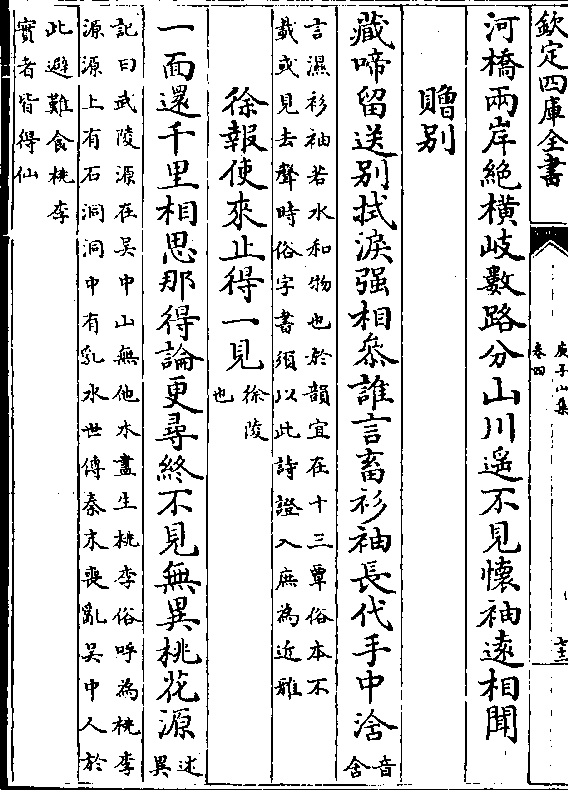 欽定四庫全書
庾子山集
卷四
七三
河橋兩岸絶橫岐數路分山川遙不見懷袖遠相聞
贈别
藏啼留送别拭淚强相叅誰言畜衫袖長代手中浛
音
含
言濕衫袖若水和物也於韻宜在十三覃俗本不
載或見去聲時俗字書須以此詩證入庶為近雅
徐報使來止得一見
徐陵
也
一面還千里相思那得論更尋終不見無異桃花源
述
異
記曰武陵源在吳中山無他木盡生桃李俗呼為桃李
源源上有石洞洞中有乳水世傳秦末喪亂吳中人於
此避難食桃李
實者皆得仙